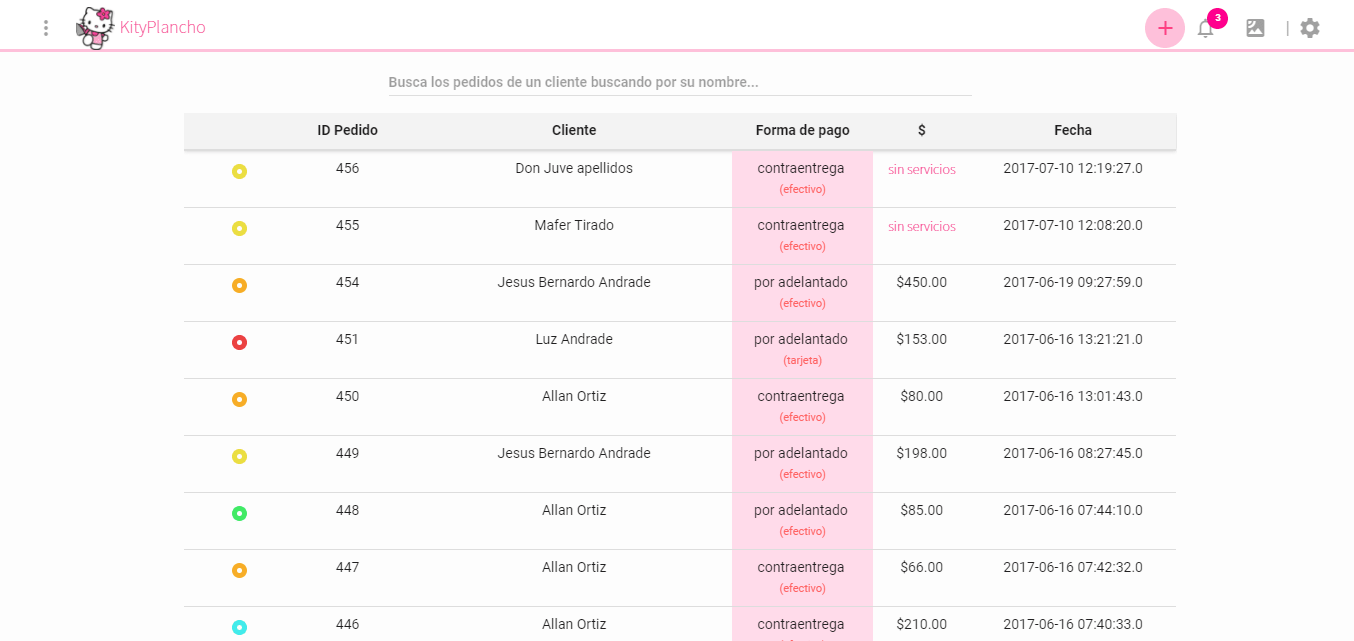 KityPlancho
3
|
Busca los pedidos de un cliente buscando por su nombre...
ID Pedido Cliente Forma de pago $ Fecha
456 Don Juve apellidos contraentrega sin servicios 2017-07-10 12:19:27.0
(efectivo)
455 Mafer Tirado contraentrega sin servicios 2017-07-10 12:08:20.0
(efectivo)
454 Jesus Bernardo Andrade por adelantado $450.00 2017-06-19 09:27:59.0
(efectivo)
451 Luz Andrade por adelantado $153.00 2017-06-16 13:21:21.0
(tarjeta)
450 Allan Ortiz contraentrega $80.00 2017-06-16 13:01:43.0
(efectivo)
449 Jesus Bernardo Andrade por adelantado $198.00 2017-06-16 08:27:45.0
(efectivo)
448 Allan Ortiz por adelantado $85.00 2017-06-16 07:44:10.0
(efectivo)
447 Allan Ortiz contraentrega $66.00 2017-06-16 07:42:32.0
(efectivo)
446 Allan Ortiz contraentrega $210.00 2017-06-16 07:40:33.0